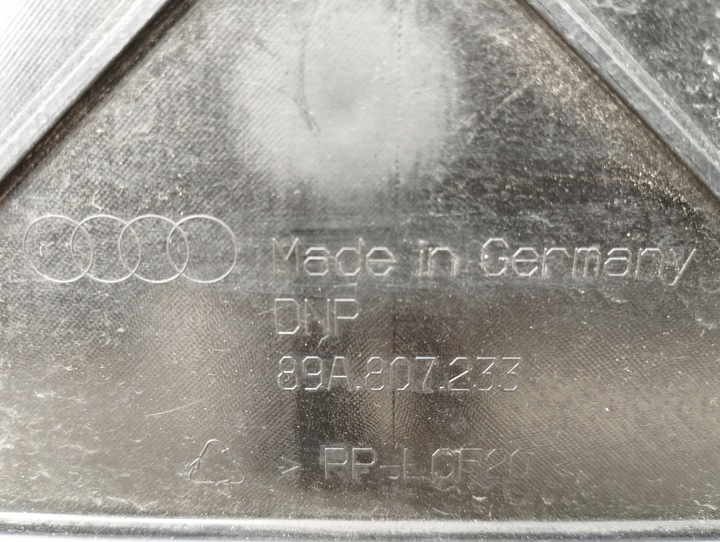 Made in Germany
DNP
89A.807.233
> PP-LGF20